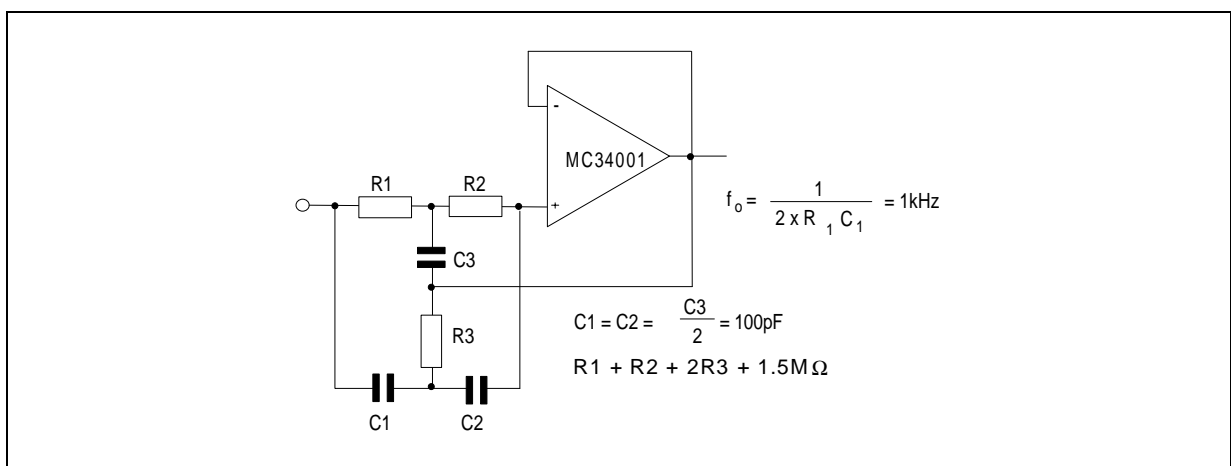 -
MC34001
+
R1
R2
C3
R3
C1
C2
f o = 1 / 2 x R 1 C 1 = 1kHz
C1 = C2 = C3 / 2 = 100pF
R1 + R2 + 2R3 + 1.5MΩ